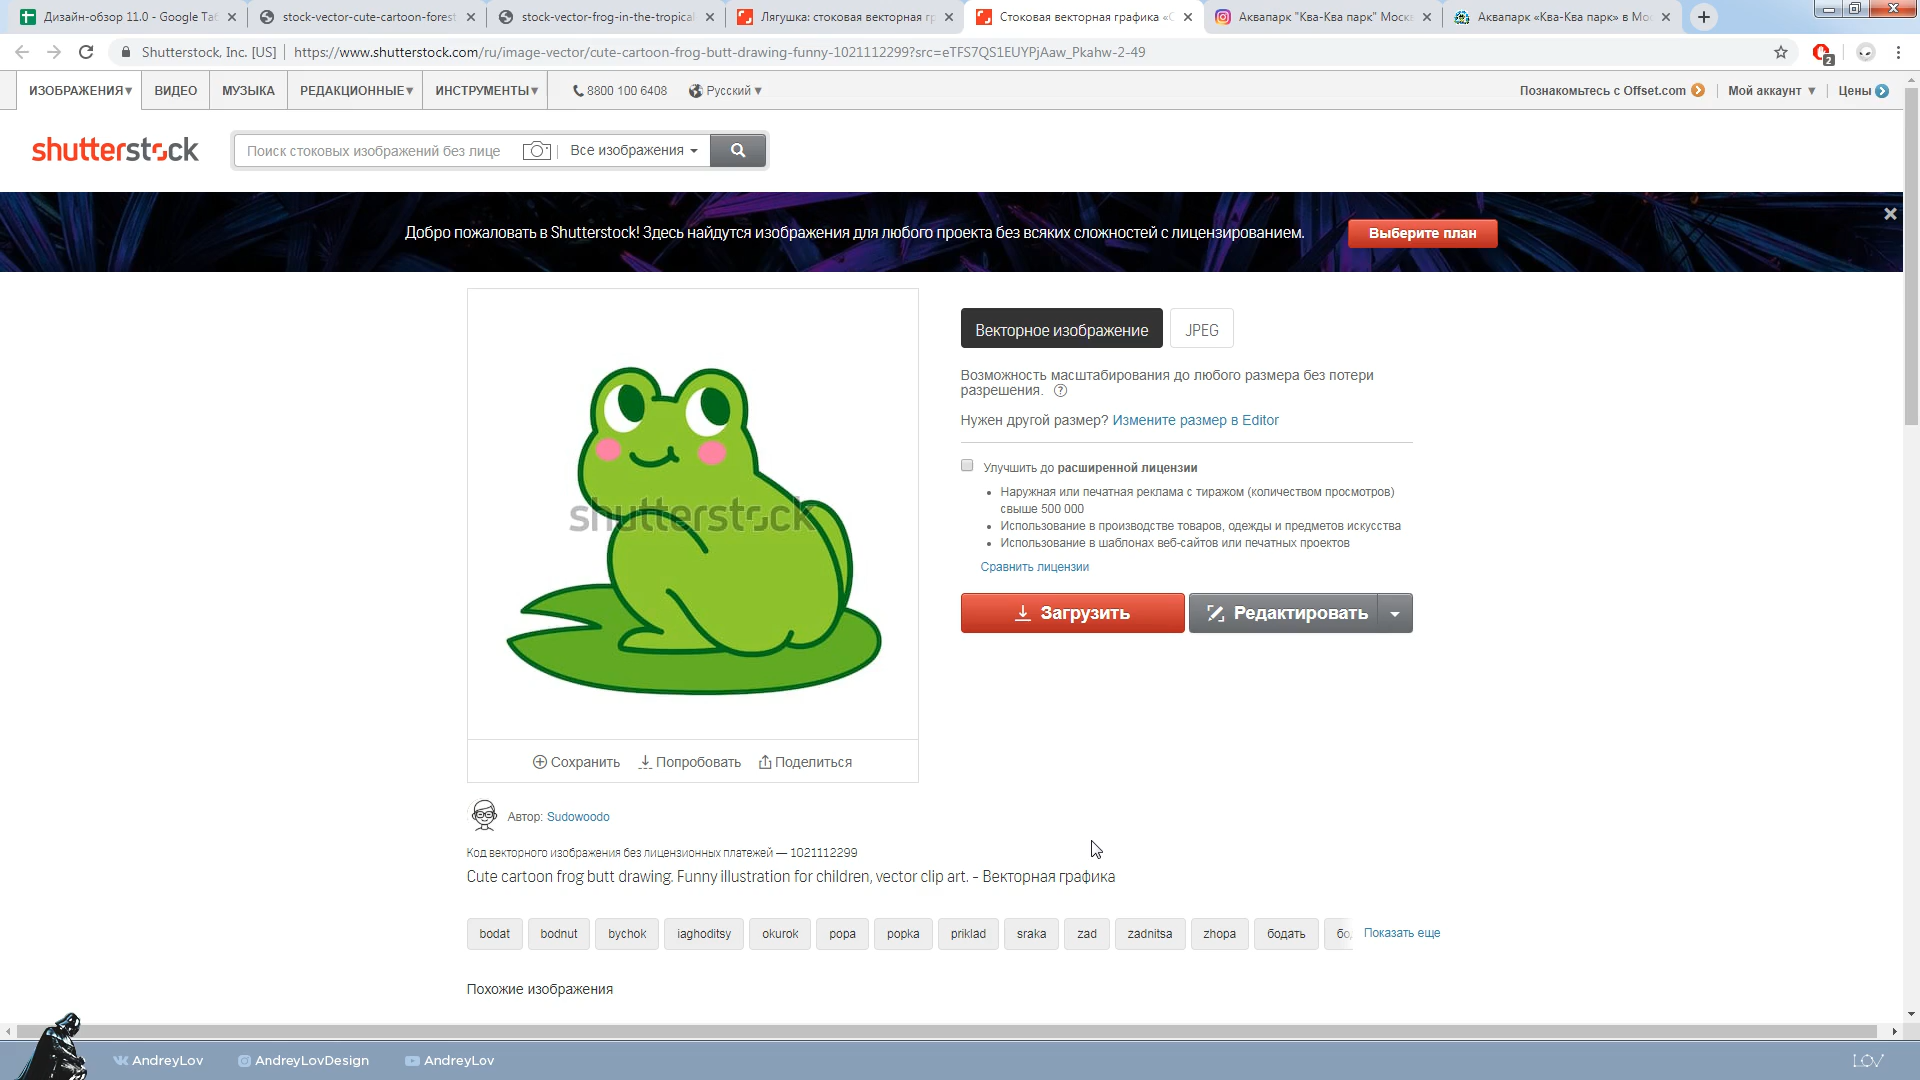 Дизайн-обзор 11.0 - Google Таб
stock-vector-cute-cartoon-forest
stock-vector-frog-in-the-tropical
Лягушка: стоковая векторная гр
Стоковая векторная графика «C
Аквапарк "Ква-Ква парк" Моск
Аквапарк «Ква-Ква парк» в Мо
Shutterstock, Inc. [US]
https://www.shutterstock.com/ru/image-vector/cute-cartoon-frog-butt-drawing-funny-1021112299?src=eTFS7QS1EUYPjAaw_Pkahw-2-49
2
ИЗОБРАЖЕНИЯ▾
ВИДЕО
МУЗЫКА
РЕДАКЦИОННЫЕ▾
ИНСТРУМЕНТЫ▾
8800 100 6408
Русский ▾
Познакомьтесь с Offset.com
Мой аккаунт ▾
Цены
shutterstock
Поиск стоковых изображений без лице
Все изображения
Добро пожаловать в Shutterstock! Здесь найдутся изображения для любого проекта без всяких сложностей с лицензированием.
Выберите план
shutterstock
Векторное изображение
JPEG
Возможность масштабирования до любого размера без потери
разрешения. ?
Нужен другой размер? Измените размер в Editor
Улучшить до расширенной лицензии
• Наружная или печатная реклама с тиражом (количеством просмотров)
свыше 500 000
• Использование в производстве товаров, одежды и предметов искусства
• Использование в шаблонах веб-сайтов или печатных проектов
Сравнить лицензии
Загрузить
Редактировать
Сохранить
Попробовать
Поделиться
Автор: Sudowoodo
Код векторного изображения без лицензионных платежей — 1021112299
Cute cartoon frog butt drawing. Funny illustration for children, vector clip art. - Векторная графика
bodat
bodnut
bychok
iaghoditsy
okurok
popa
popka
priklad
sraka
zad
zadnitsa
zhopa
бодать
бо
Показать еще
Похожие изображения
AndreyLov
AndreyLovDesign
AndreyLov
LOV